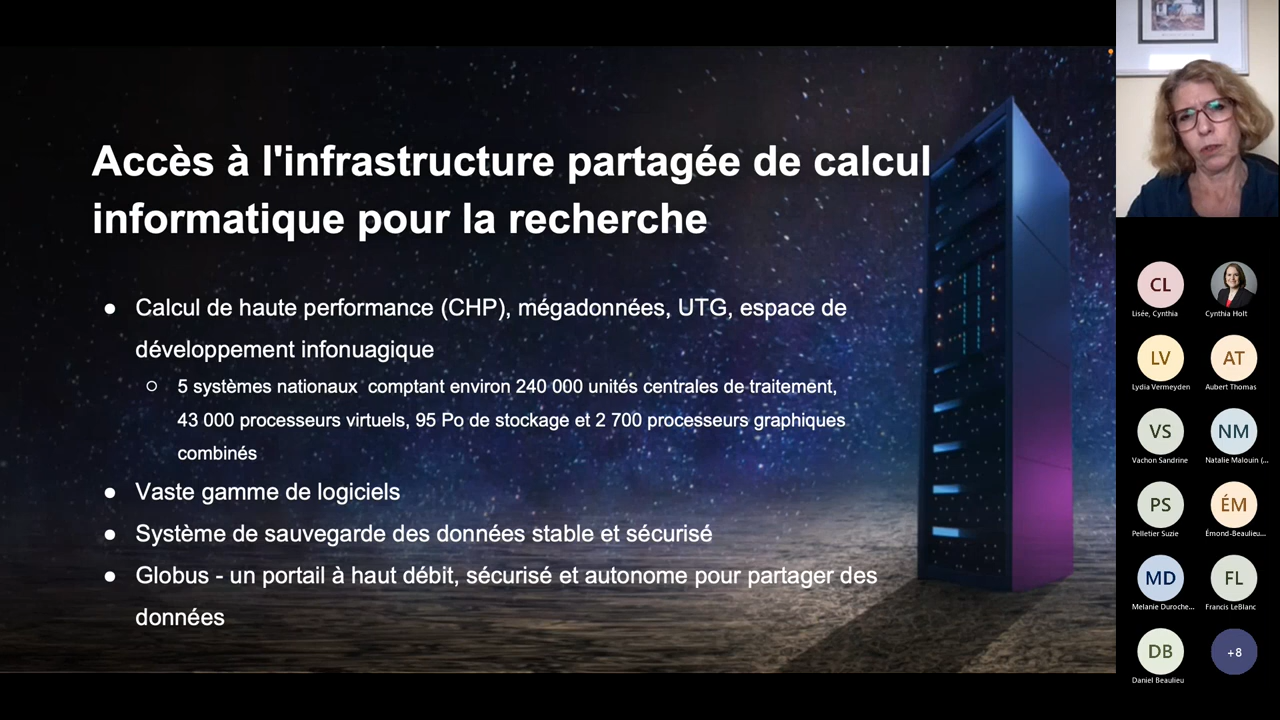 Accès à l'infrastructure partagée de calcul
informatique pour la recherche
● Calcul de haute performance (CHP), mégadonnées, UTG, espace de
développement infonuagique
○ 5 systèmes nationaux comptant environ 240 000 unités centrales de traitement,
43 000 processeurs virtuels, 95 Po de stockage et 2 700 processeurs graphiques
combinés
● Vaste gamme de logiciels
● Système de sauvegarde des données stable et sécurisé
● Globus - un portail à haut débit, sécurisé et autonome pour partager des
données
CL
Lisée, Cynthia
Cynthia Holt
LV
Lydia Vermeyden
AT
Aubert Thomas
VS
Vachon Sandrine
NM
Natalie Malouin (...
PS
Pelletier Suzie
ÉM
Émond-Beaulieu...
MD
Melanie Duroche...
FL
Francis LeBlanc
DB
Daniel Beaulieu
+8